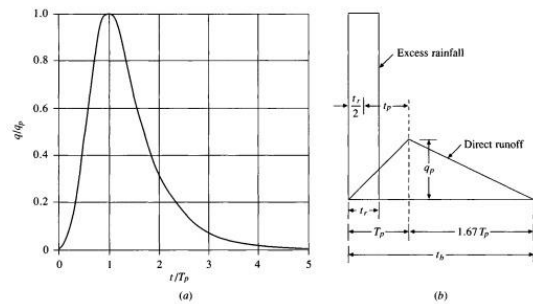 1.0
0.8
0.6
0.4
0.2
0
q/q_p
0 1 2 3 4 5
t/T_p
(a)
Excess rainfall
t_r/2
t_p
Direct runoff
q_p
t_r
T_p 1.67 T_p
t_b
(b)